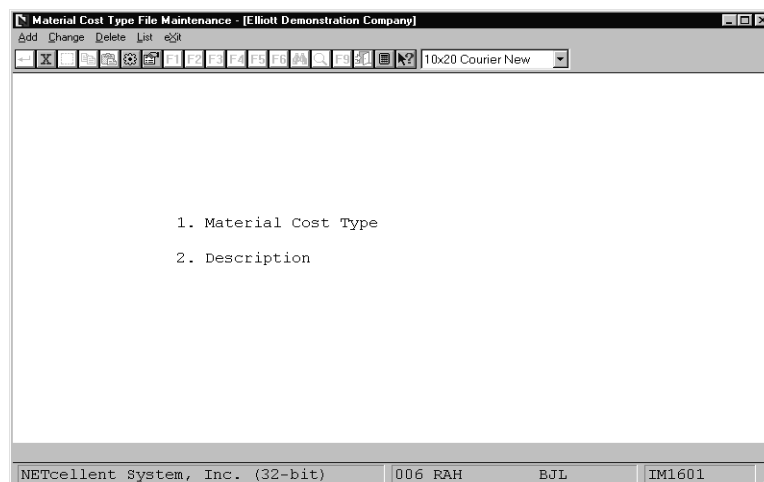 Material Cost Type File Maintenance - [Elliott Demonstration Company]
Add Change Delete List eXit
X F1 F2 F3 F4 F5 F6 F9 10x20 Courier New
1. Material Cost Type
2. Description
NETcellent System, Inc. (32-bit) 006 RAH BJL IM1601